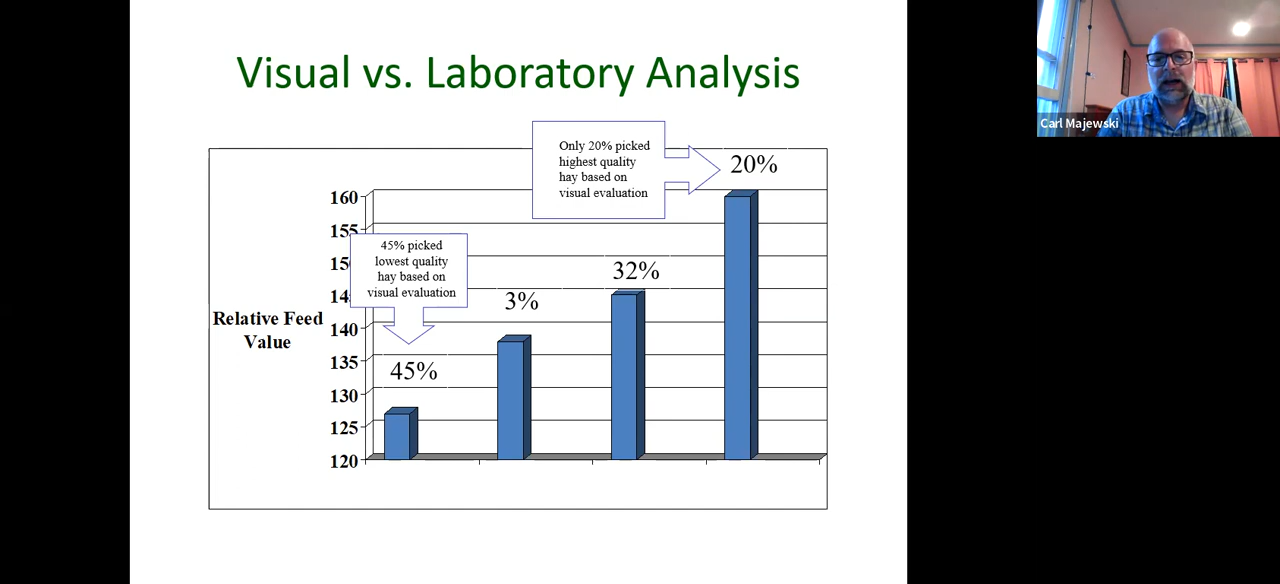 Visual vs. Laboratory Analysis
Carl Majewski
Only 20% picked
highest quality
hay based on
visual evaluation
20%
160
155
45% picked
lowest quality
hay based on
visual evaluation
15
14
32%
3%
Relative Feed
Value
140
135
45%
130
125
120